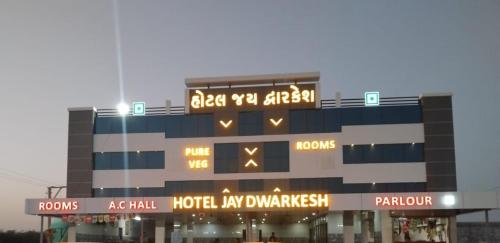 હોટલ જય દ્વારકેશ
PURE VEG
ROOMS
ROOMS
A.C HALL
HOTEL JAY DWARKESH
PARLOUR